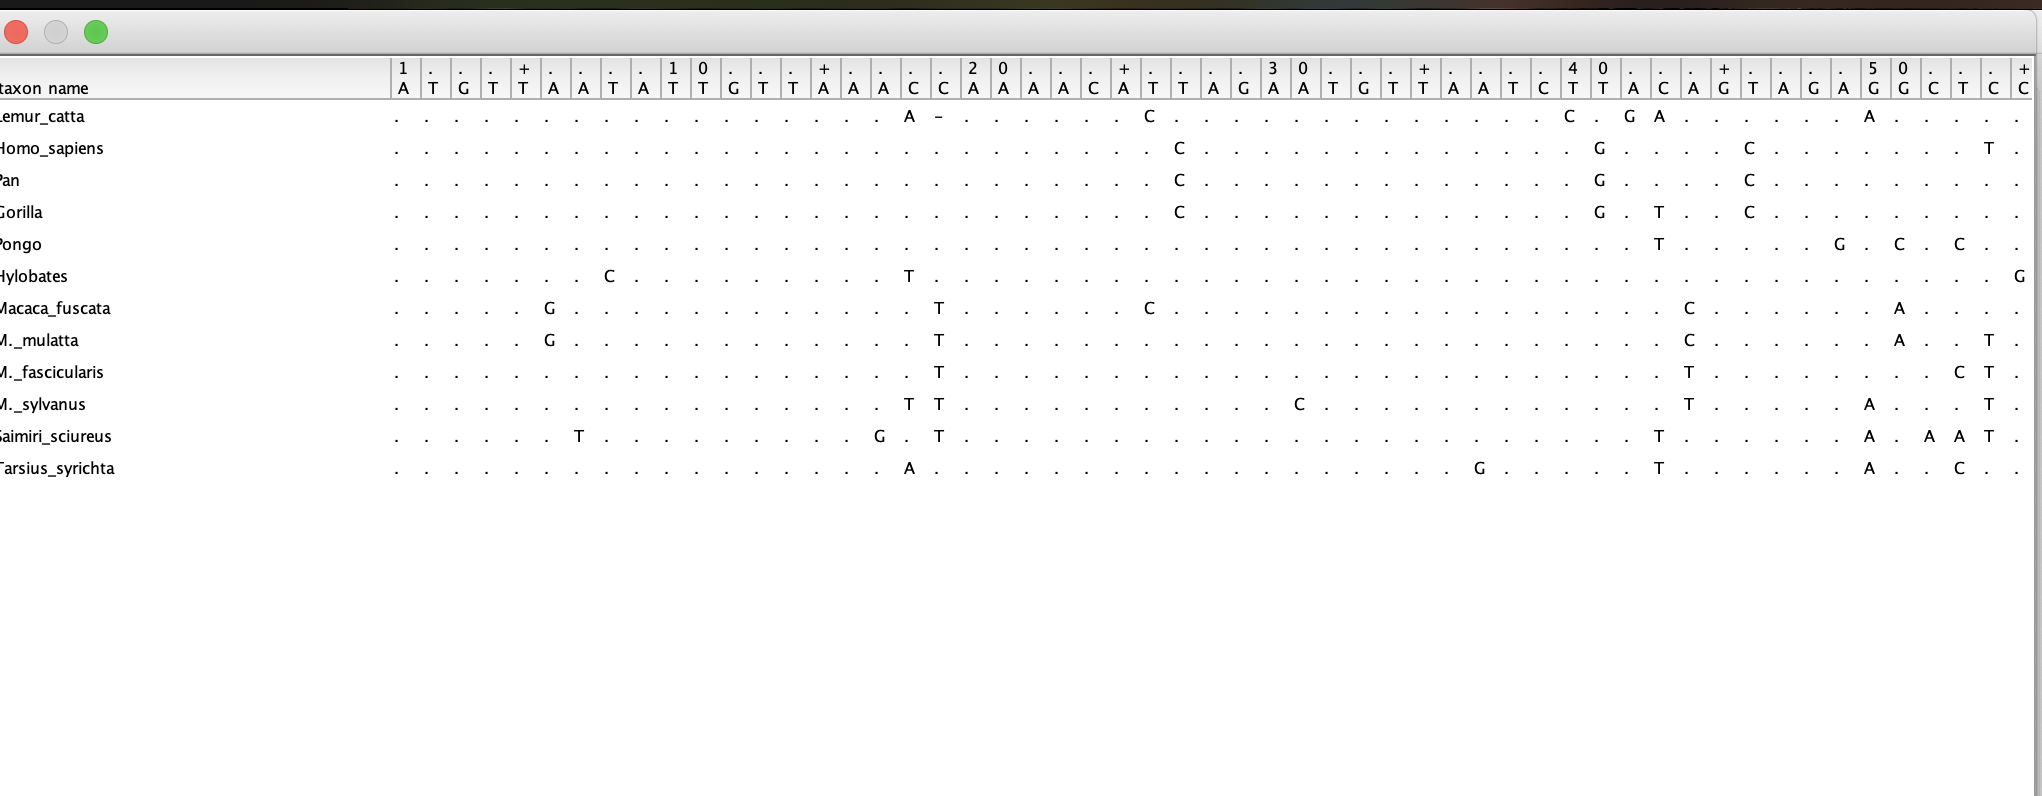 1 . . . + . . . . 1 0 . . . + . . . . 2 0 . . . + . . . . 3 0 . . . + . . . . 4 0 . . . + . . . . 5 0 . . . +
taxon name A T G T T A A T A T T G T T A A A C C A A A A C A T T A G A A T G T T A A T C T T A C A G T A G A G G C T C C
Lemur_catta . . . . . . . . . . . . . . . . . A - . . . . . . C . . . . . . . . . . . . . C . G A . . . . . . A . . . . .
Homo_sapiens . . . . . . . . . . . . . . . . . . . . . . . . . . C . . . . . . . . . . . . . G . . . . C . . . . . . . T .
Pan . . . . . . . . . . . . . . . . . . . . . . . . . . C . . . . . . . . . . . . . G . . . . C . . . . . . . . .
Gorilla . . . . . . . . . . . . . . . . . . . . . . . . . . C . . . . . . . . . . . . . G . T . . C . . . . . . . . .
Pongo . . . . . . . . . . . . . . . . . . . . . . . . . . . . . . . . . . . . . . . . . . T . . . . . G . C . C . .
Hylobates . . . . . . . C . . . . . . . . . T . . . . . . . . . . . . . . . . . . . . . . . . . . . . . . . . . . . . G
Macaca_fuscata . . . . . G . . . . . . . . . . . . T . . . . . . C . . . . . . . . . . . . . . . . . C . . . . . . A . . . .
M._mulatta . . . . . G . . . . . . . . . . . . T . . . . . . . . . . . . . . . . . . . . . . . . C . . . . . . A . . T .
M._fascicularis . . . . . . . . . . . . . . . . . . T . . . . . . . . . . . . . . . . . . . . . . . . T . . . . . . . . C T .
M._sylvanus . . . . . . . . . . . . . . . . . T T . . . . . . . . . . . C . . . . . . . . . . . . T . . . . . A . . . T .
Saimiri_sciureus . . . . . . T . . . . . . . . . G . T . . . . . . . . . . . . . . . . . . . . . . . T . . . . . . A . A A T .
Tarsius_syrichta . . . . . . . . . . . . . . . . . A . . . . . . . . . . . . . . . . . . G . . . . . T . . . . . . A . . C . .